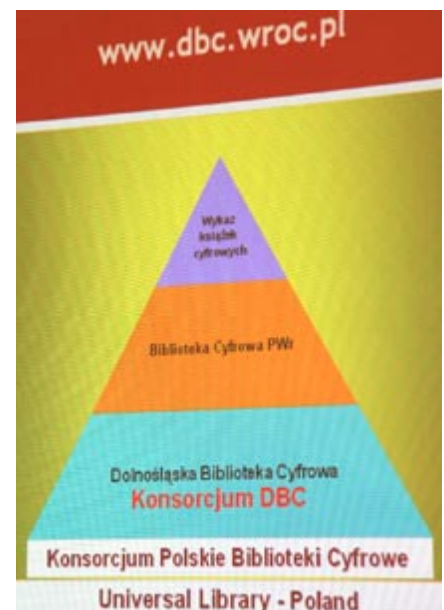 www.dbc.wroc.pl
Wykaz
książek
cyfrowych
Biblioteka Cyfrowa PWr
Dolnośląska Biblioteka Cyfrowa
Konsorcjum DBC
Konsorcjum Polskie Biblioteki Cyfrowe
Universal Library - Poland